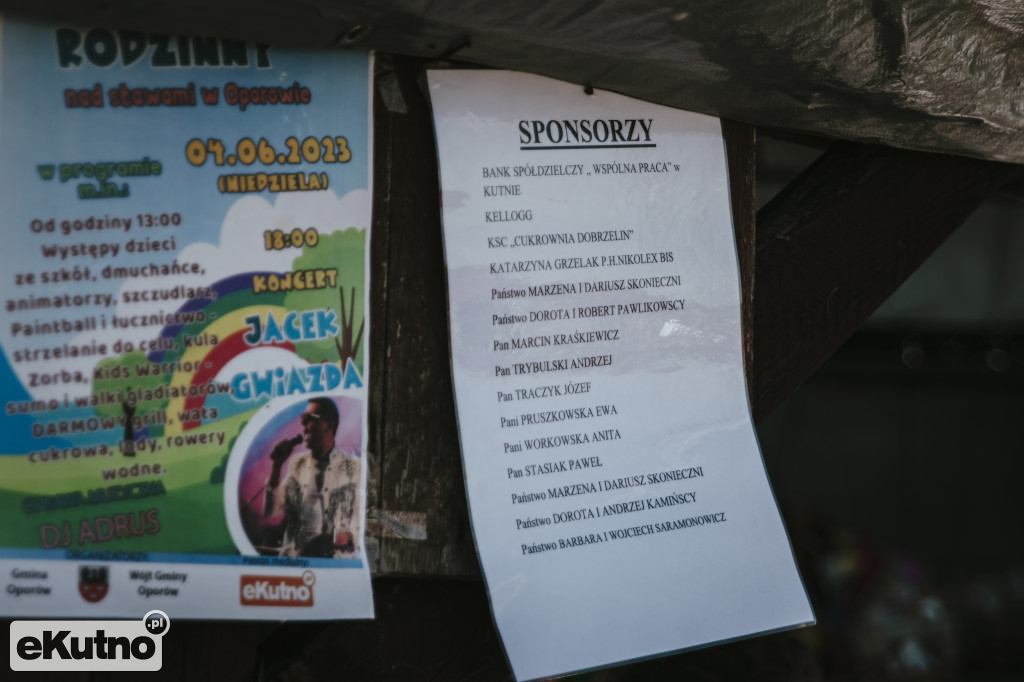 RODZINNY
nad stawami w Oporowie
04.06.2023
(NIEDZIELA)
w programie
m.in.:
Od godziny 13:00
Występy dzieci
ze szkół, dmuchańce,
animatorzy, szczudlarz,
Paintball i łucznictwo -
strzelanie do celu, kula
Zorba, Kids Warrior -
sumo i walki gladiatorów,
DARMOWY grill, wata
cukrowa, lody, rowery
wodne.
OPRAWA MUZYCZNA
DJ ADRUS
18:00
KONCERT
JACEK
GWIAZDA
ORGANIZATORZY:
Gmina
Oporów
Wójt Gminy
Oporów
eKutno
SPONSORZY
BANK SPÓŁDZIELCZY „ WSPÓLNA PRACA” w
KUTNIE
KELLOGG
KSC „CUKROWNIA DOBRZELIN”
KATARZYNA GRZELAK P.H.NIKOLEX BIS
Państwo MARZENA I DARIUSZ SKONIECZNI
Państwo DOROTA I ROBERT PAWLIKOWSCY
Pan MARCIN KRAŚKIEWICZ
Pan TRYBULSKI ANDRZEJ
Pan TRACZYK JÓZEF
Pani PRUSZKOWSKA EWA
Pani WORKOWSKA ANITA
Pan STASIAK PAWEŁ
Państwo MARZENA I DARIUSZ SKONIECZNI
Państwo DOROTA I ANDRZEJ KAMIŃSCY
Państwo BARBARA I WOJCIECH SARAMONOWICZ
eKutno.pl